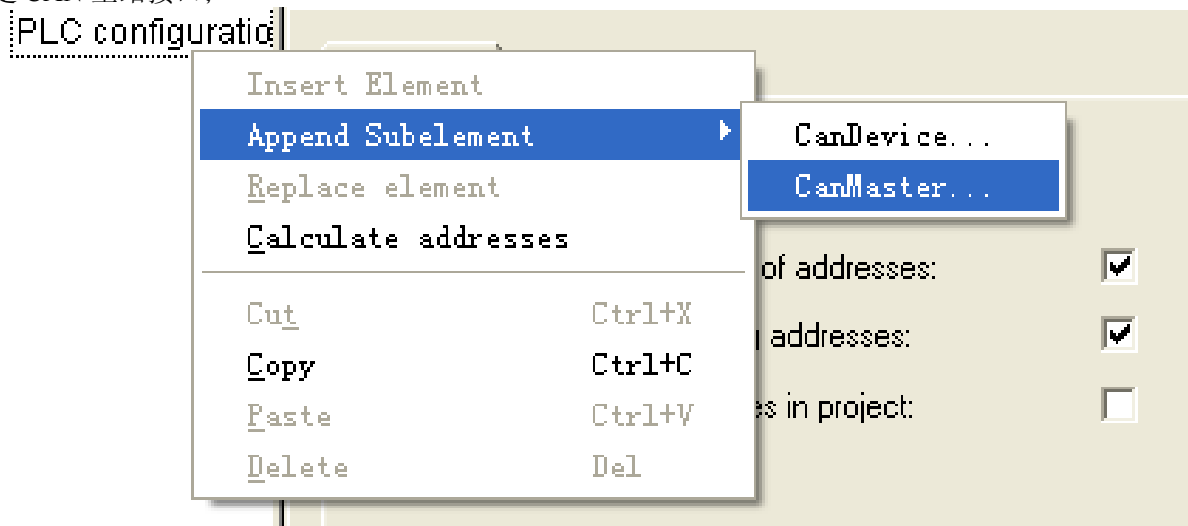 CAN
PLC configuratio
Insert Element
Append Subelement
CanDevice...
CanMaster...
Replace element
Calculate addresses
of addresses:
Cut Ctrl+X
addresses:
Copy Ctrl+C
es in project:
Paste Ctrl+V
Delete Del